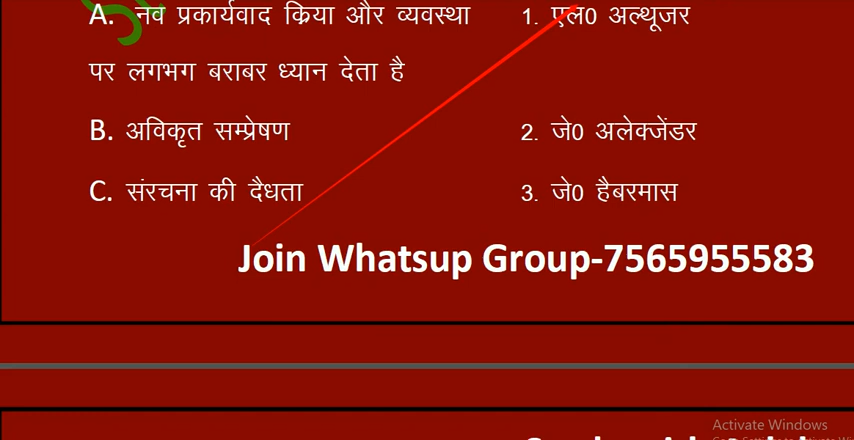 A. नव प्रकार्यवाद क्रिया और व्यवस्था 1. एल0 अल्थूजर
पर लगभग बराबर ध्यान देता है
B. अविकृत सम्प्रेषण 2. जे0 अलेक्जेंडर
C. संरचना की दैधता 3. जे0 हैबरमास
Join Whatsup Group-7565955583
Activate Windows